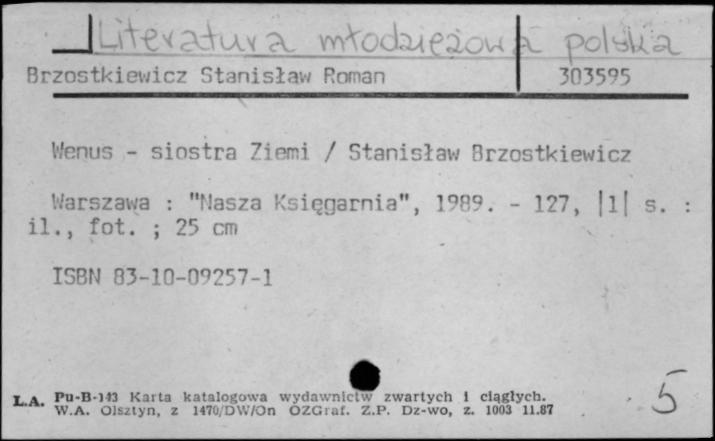 Literatura młodzieżowa polska
Brzostkiewicz Stanisław Roman 303595
Wenus - siostra Ziemi / Stanisław Brzostkiewicz
Warszawa : "Nasza Księgarnia", 1989. - 127, |1| s. :
il., fot. ; 25 cm
ISBN 83-10-09257-1
L.A. Pu-B-143 Karta katalogowa wydawnictw zwartych i ciągłych.
W.A. Olsztyn, z 1470/DW/On OZGraf. Z.P. Dz-wo, z. 1003 11.87
5